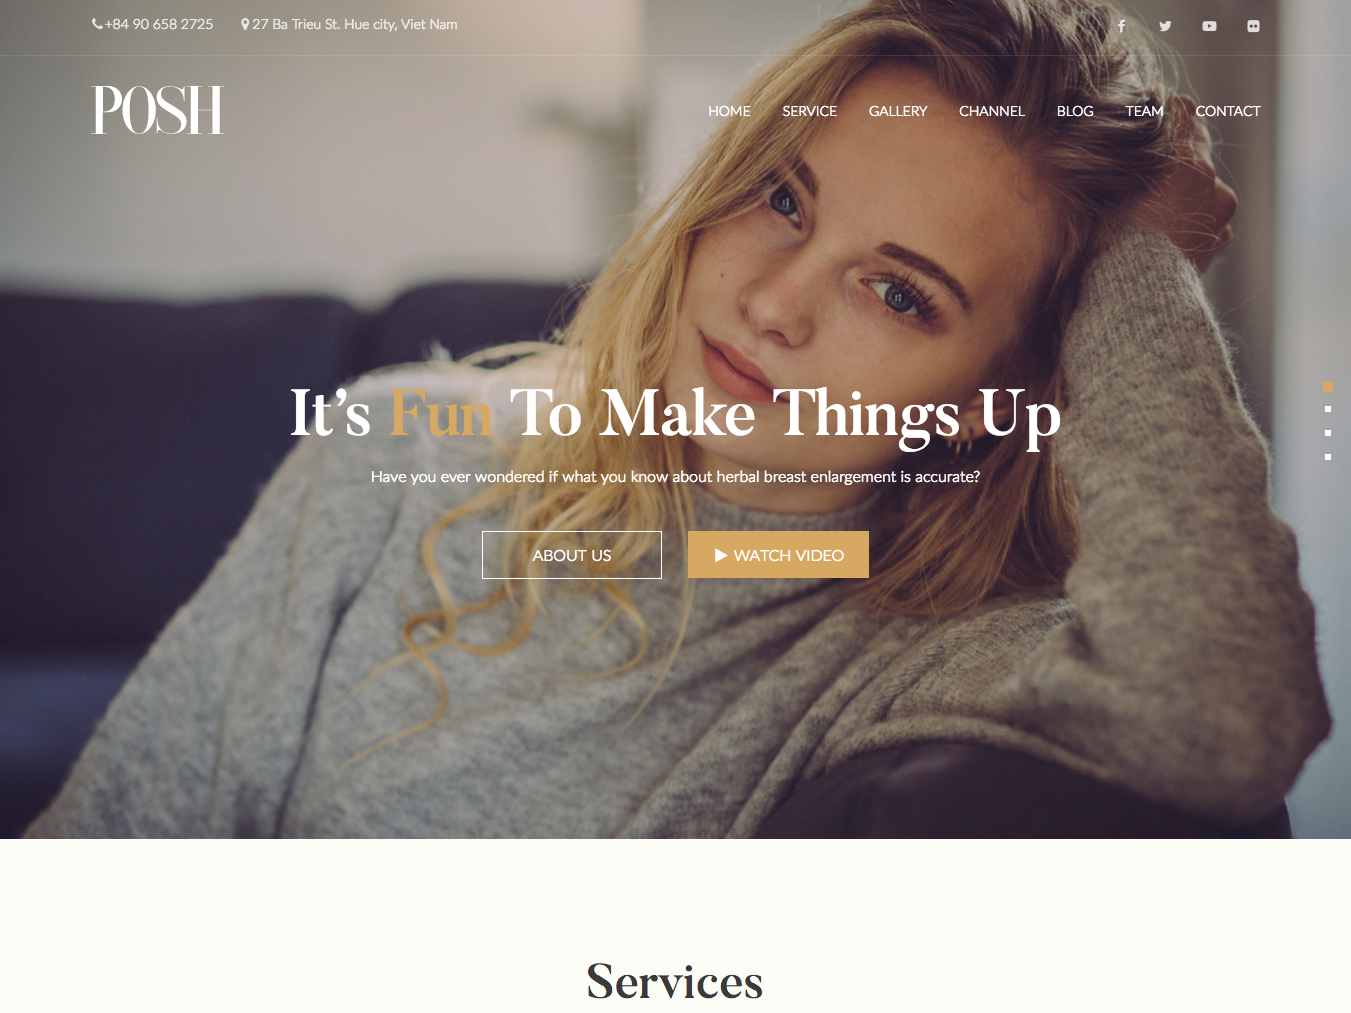 +84 90 658 2725
27 Ba Trieu St. Hue city, Viet Nam
POSH
HOME SERVICE GALLERY CHANNEL BLOG TEAM CONTACT
It’s Fun To Make Things Up
Have you ever wondered if what you know about herbal breast enlargement is accurate?
ABOUT US
WATCH VIDEO
Services